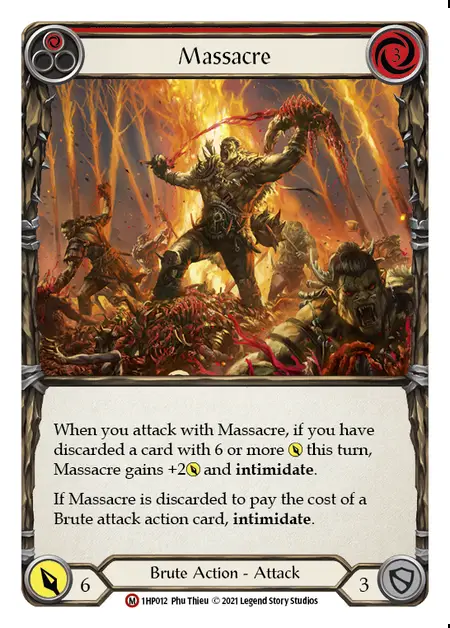 Massacre
3
When you attack with Massacre, if you have
discarded a card with 6 or more this turn,
Massacre gains +2 and intimidate.
If Massacre is discarded to pay the cost of a
Brute attack action card, intimidate.
6
Brute Action - Attack
3
M 1HP012 Phu Thieu © 2021 Legend Story Studios